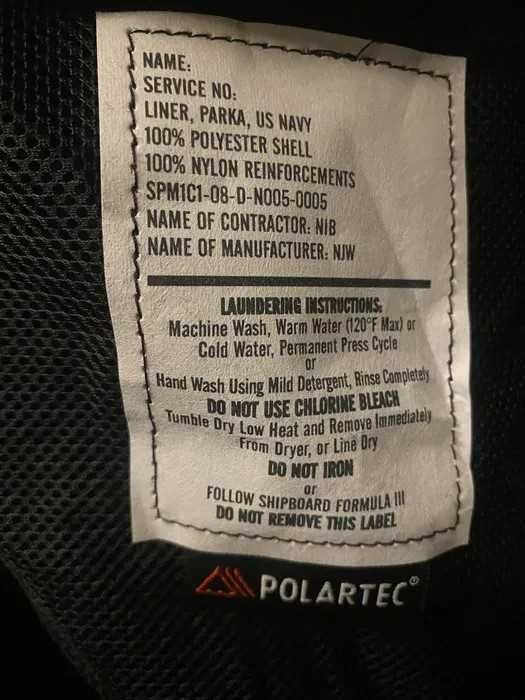 NAME:
SERVICE NO:
LINER, PARKA, US NAVY
100% POLYESTER SHELL
100% NYLON REINFORCEMENTS
SPM1C1-08-D-N005-0005
NAME OF CONTRACTOR: NIB
NAME OF MANUFACTURER: NJW
LAUNDERING INSTRUCTIONS:
Machine Wash, Warm Water (120°F Max) or
Cold Water, Permanent Press Cycle
or
Hand Wash Using Mild Detergent, Rinse Completely
DO NOT USE CHLORINE BLEACH
Tumble Dry Low Heat and Remove Immediately
From Dryer, or Line Dry
DO NOT IRON
or
FOLLOW SHIPBOARD FORMULA III
DO NOT REMOVE THIS LABEL
POLARTEC®